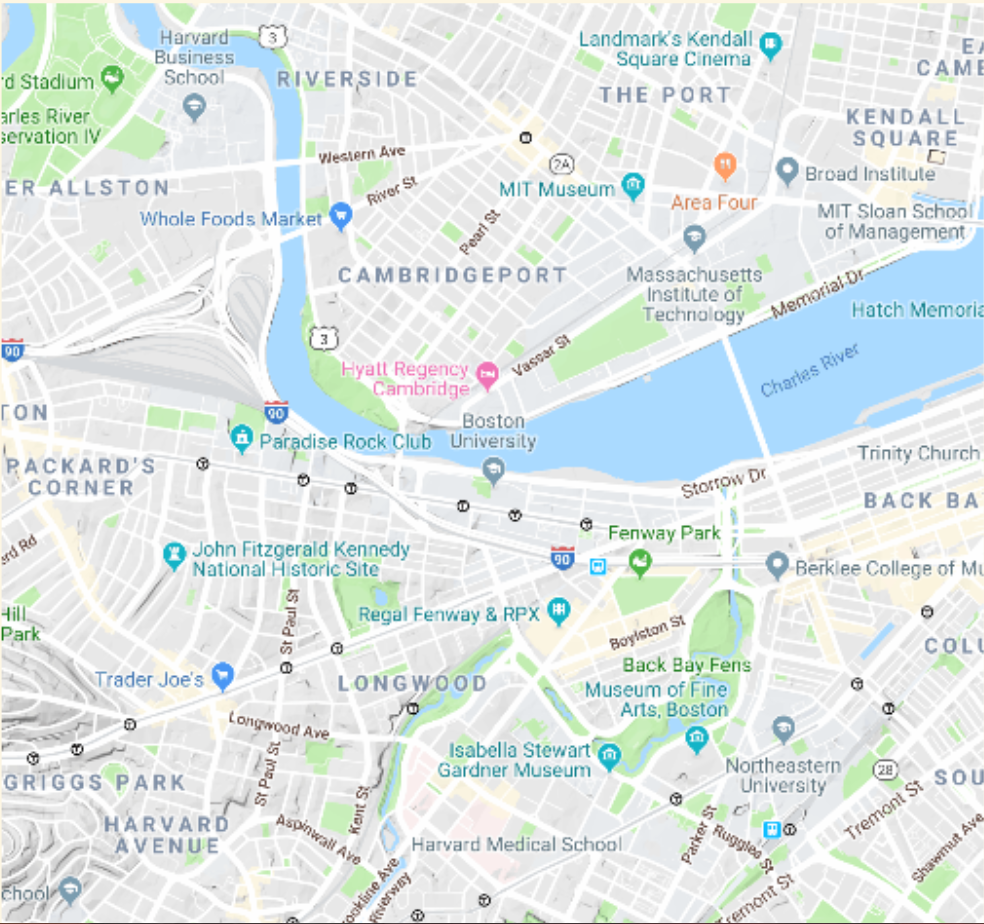 3
Harvard
Business
School
RIVERSIDE
Landmark's Kendall
Square Cinema
THE PORT
EA
CAMB
rd Stadium
arles River
servation IV
KENDALL
SQUARE
Western Ave
2A
River St
ER ALLSTON
MIT Museum
Area Four
Broad Institute
Whole Foods Market
Pearl St
MIT Sloan School
of Management
CAMBRIDGEPORT
Massachusetts
Institute of
Technology
Memorial Dr
Hatch Memoria
3
90
Vassar St
Charles River
Hyatt Regency
Cambridge
TON
90
Paradise Rock Club
Boston
University
Trinity Church
PACKARD'S
CORNER
Storrow Dr
BACK BA
erd Rd
John Fitzgerald Kennedy
National Historic Site
90
Fenway Park
Berklee College of Mu
Hill
Park
St Paul St
Regal Fenway & RPX
Boylston St
COLU
Trader Joe's
LONGWOOD
Back Bay Fens
Museum of Fine
Arts, Boston
Longwood Ave
Isabella Stewart
Gardner Museum
Northeastern
University
28
SOU
GRIGGS PARK
St Paul St
Kent St
HARVARD
AVENUE
Aspinwall Ave
Harvard Medical School
Parker St
Ruggles St
Tremont St
Shawmut Ave
chool
ookline Ave
Riverway
Tremont St